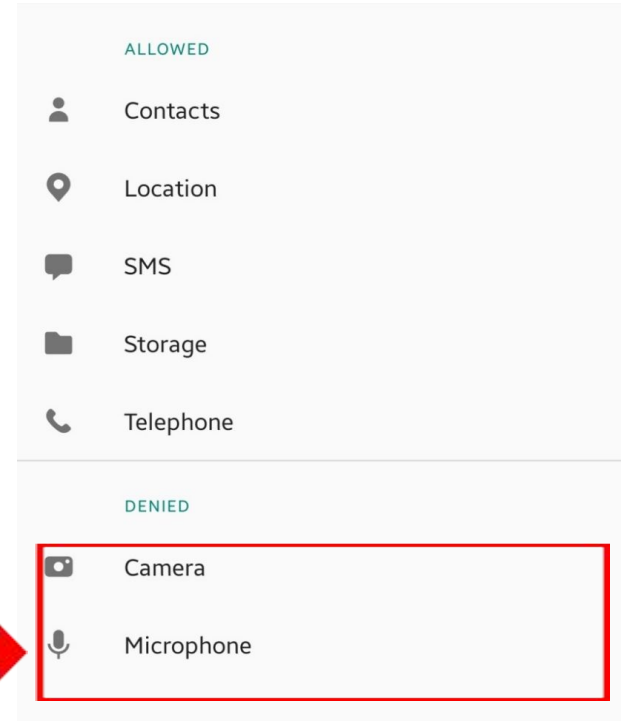 ALLOWED
Contacts
Location
SMS
Storage
Telephone
DENIED
Camera
Microphone